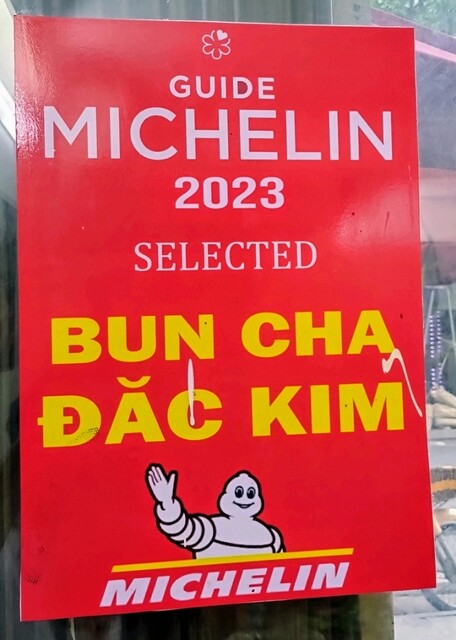 GUIDE
MICHELIN
2023
SELECTED
BUN CHA
ĐĂC KIM
MICHELIN